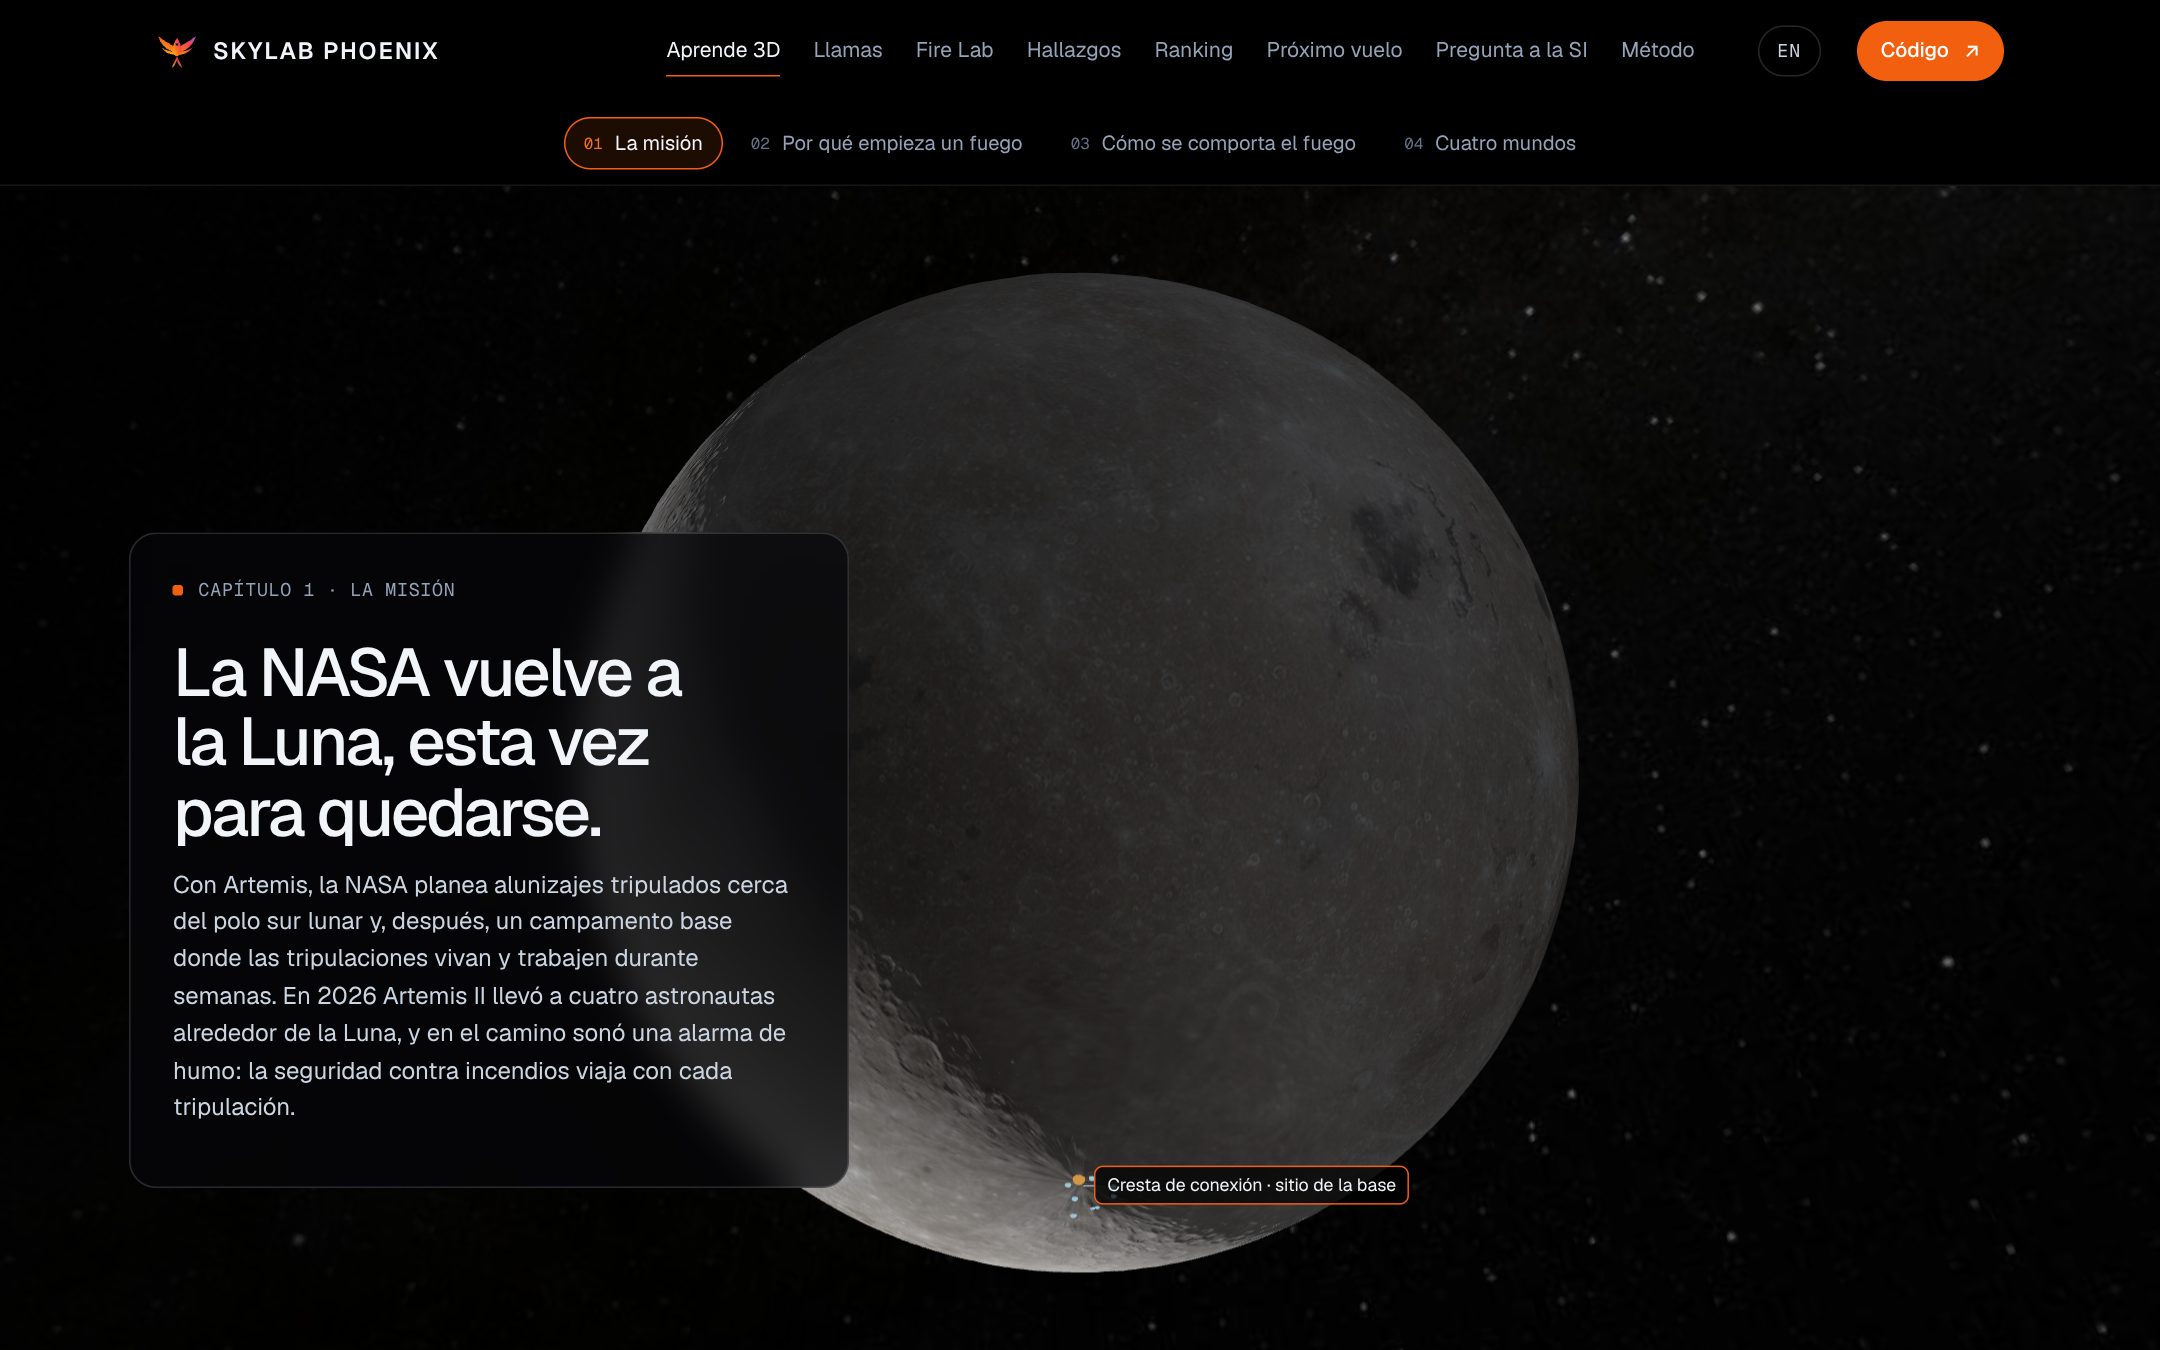 SKYLAB PHOENIX
Aprende 3D
Llamas
Fire Lab
Hallazgos
Ranking
Próximo vuelo
Pregunta a la SI
Método
EN
Código
01 La misión
02 Por qué empieza un fuego
03 Cómo se comporta el fuego
04 Cuatro mundos
CAPÍTULO 1 · LA MISIÓN
La NASA vuelve a
la Luna, esta vez
para quedarse.
Con Artemis, la NASA planea alunizajes tripulados cerca
del polo sur lunar y, después, un campamento base
donde las tripulaciones vivan y trabajen durante
semanas. En 2026 Artemis II llevó a cuatro astronautas
alrededor de la Luna, y en el camino sonó una alarma de
humo: la seguridad contra incendios viaja con cada
tripulación.
Cresta de conexión · sitio de la base